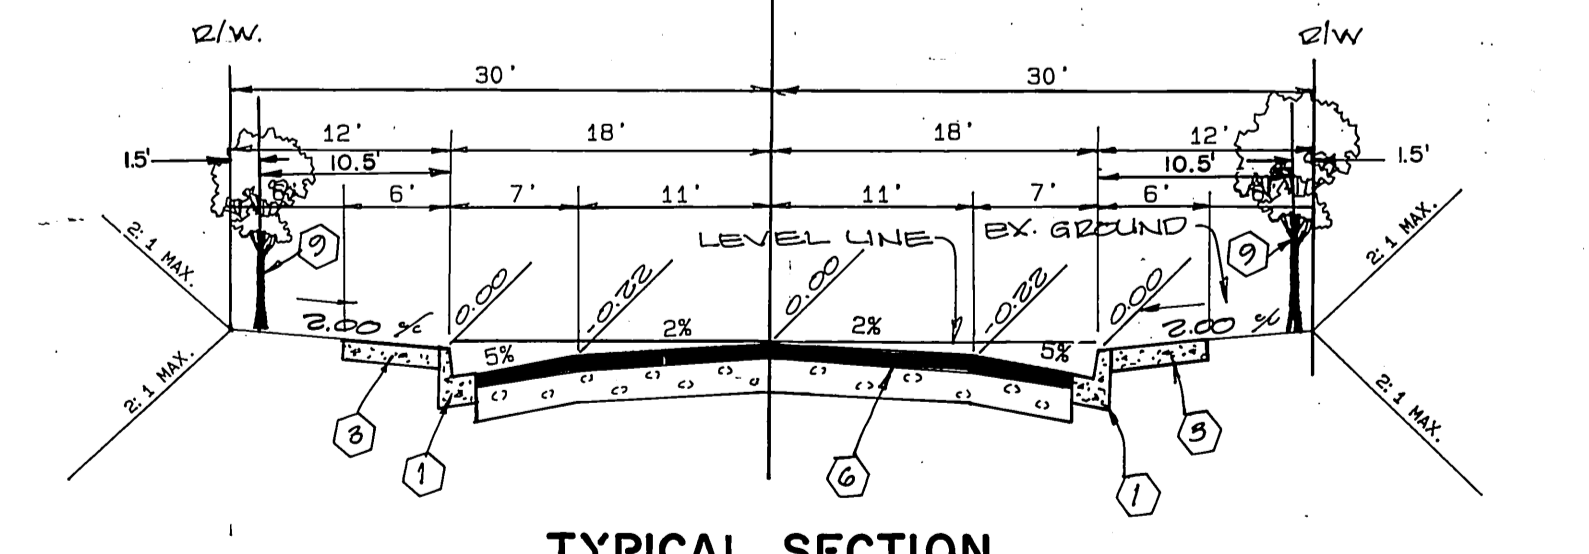 R/W. R/W
30' 30'
12' 18' 18' 12'
1.5' 10.5' 10.5' 1.5'
6' 6' 7' 11' 11' 7' 6' 6'
LEVEL LINE EX. GROUND
9 9
2:1 MAX. 2:1 MAX.
0.00 -0.22 0.00 -0.22 0.00
2.00 % 2% 2% 2.00 %
5% 5%
2:1 MAX. 2:1 MAX.
3 1 6 1 3
TYPICAL SECTION